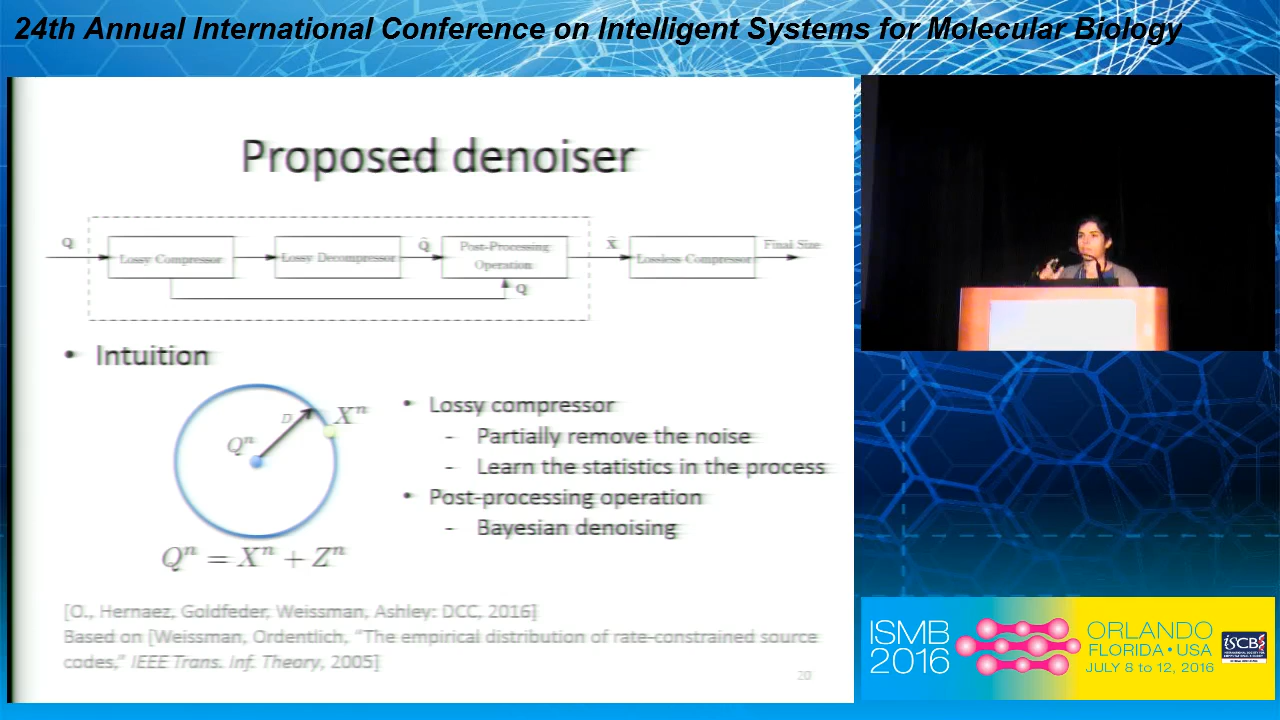 24th Annual International Conference on Intelligent Systems for Molecular Biology
Proposed denoiser
Q
Lossy Compressor
Lossy Decompressor
Q̂
Post-Processing
Operation
X̂
Lossless Compressor
Final Size
Q
• Intuition
D
Xⁿ
Qⁿ
Qⁿ = Xⁿ + Zⁿ
• Lossy compressor
- Partially remove the noise
- Learn the statistics in the process
• Post-processing operation
- Bayesian denoising
[O., Hernaez, Goldfeder, Weissman, Ashley: DCC, 2016]
Based on [Weissman, Ordentlich, "The empirical distribution of rate-constrained source
codes," IEEE Trans. Inf. Theory, 2005]
20
ISMB
2016
ORLANDO
FLORIDA • USA
JULY 8 to 12, 2016
ISCB